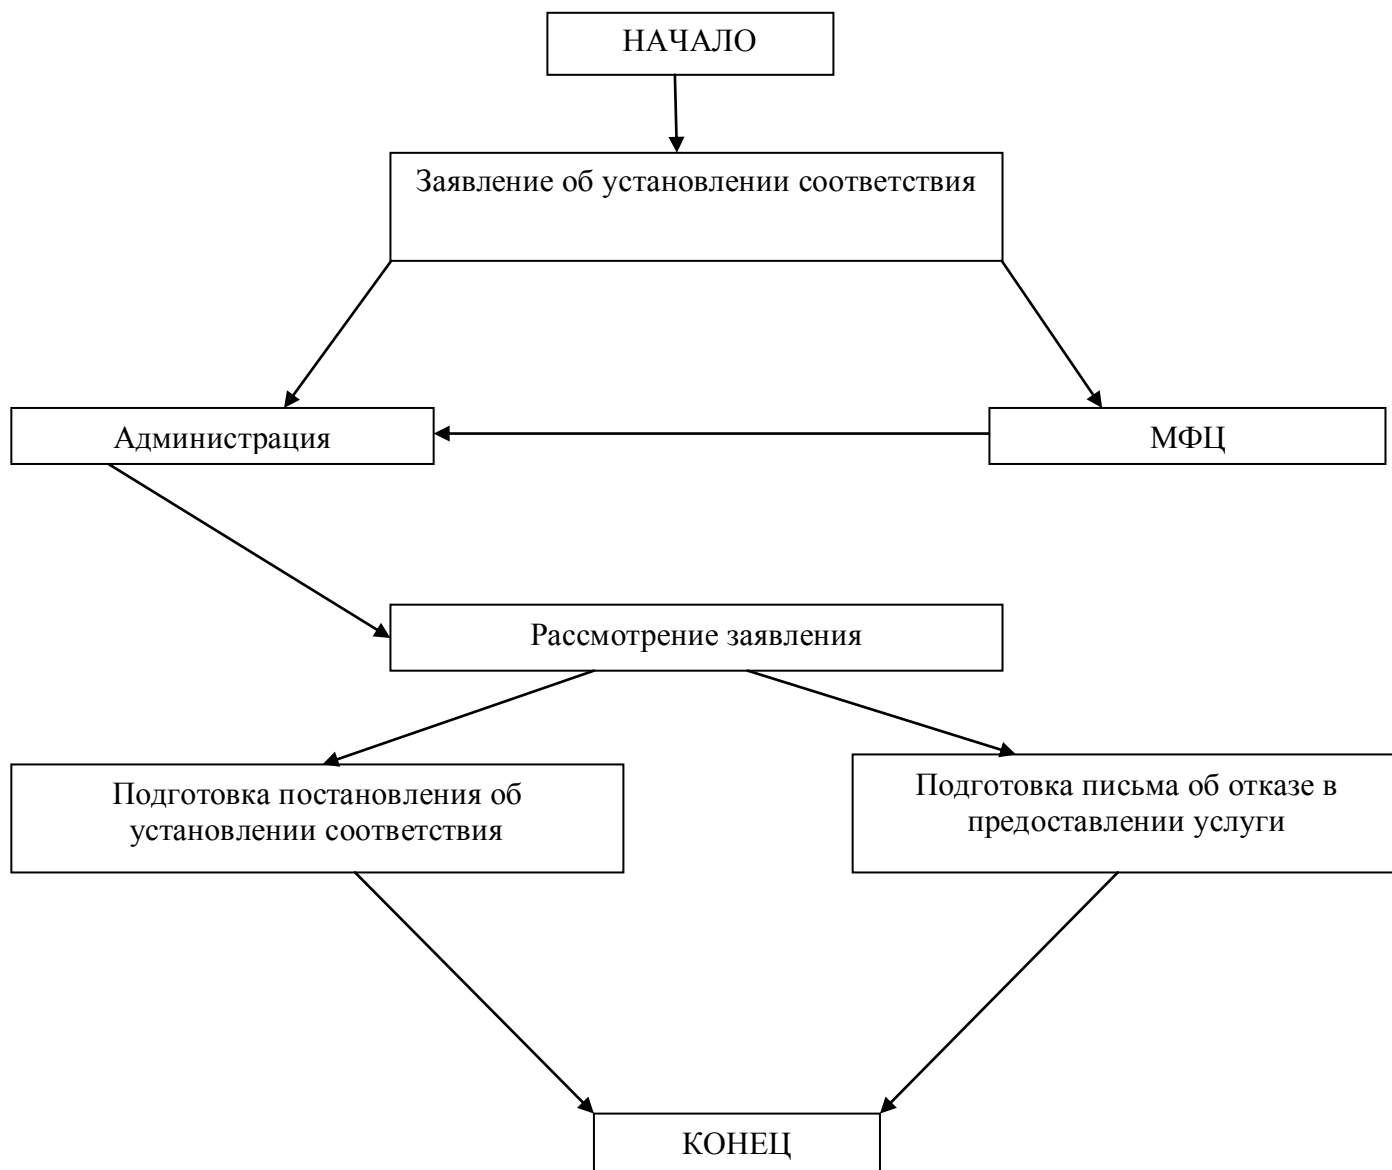 НАЧАЛО
Заявление об установлении соответствия
Администрация
МФЦ
Рассмотрение заявления
Подготовка постановления об
установлении соответствия
Подготовка письма об отказе в
предоставлении услуги
КОНЕЦ